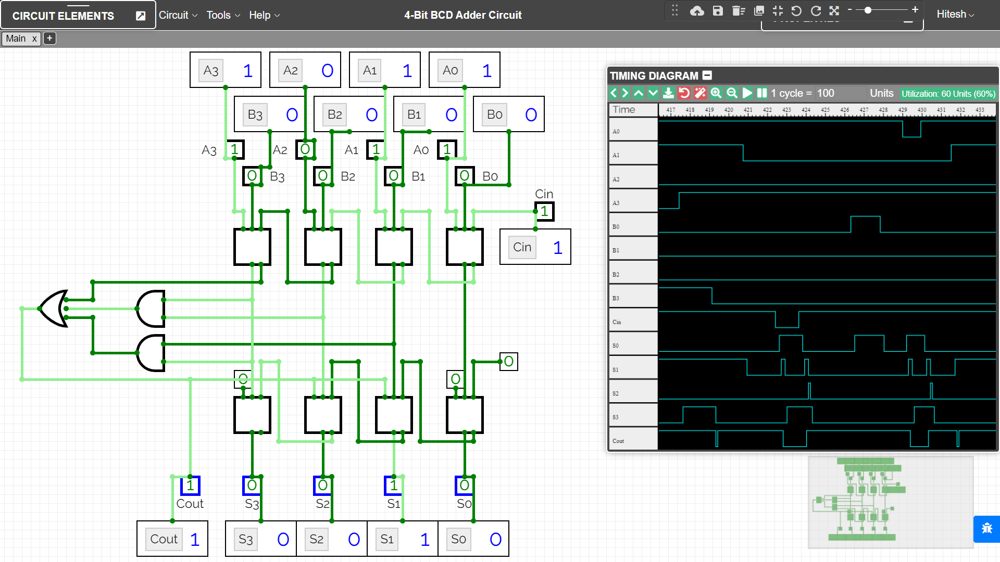 CIRCUIT ELEMENTS
Circuit Tools Help
4-Bit BCD Adder Circuit
- +
Hitesh
Main x +
A3 1 A2 0 A1 1 A0 1
B3 0 B2 0 B1 0 B0 0
A3 1 A2 0 A1 1 A0 1
0 B3 0 B2 0 B1 0 B0
Cin
1
Cin 1
0
0 0
1 0 0 1 0
Cout S3 S2 S1 S0
Cout 1 S3 0 S2 0 S1 1 S0 0
TIMING DIAGRAM
1 cycle = 100 Units Utilization: 60 Units (60%)
Time 417 418 419 420 421 422 423 424 425 426 427 428 429 430 431 432 433
A0
A1
A2
A3
B0
B1
B2
B3
Cin
S0
S1
S2
S3
Cout